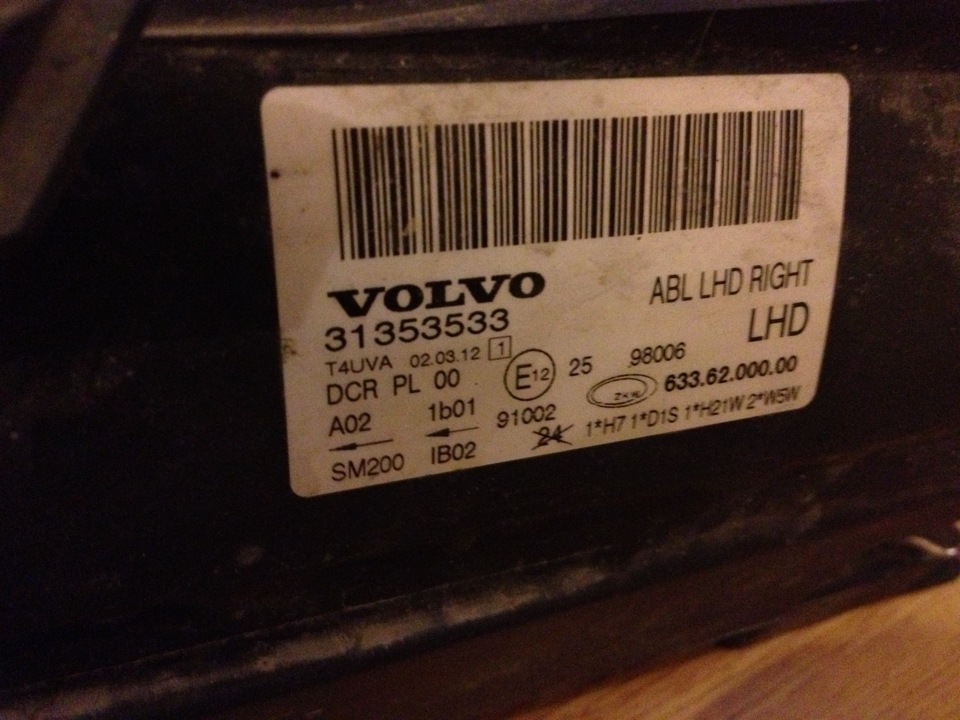 VOLVO
ABL LHD RIGHT
31353533
LHD
T4UVA 02.03.12 1
DCR PL 00
E12 25 98006
ZKW 633.62.000.00
A02 1b01 91002
24 1*H7 1*D1S 1*H21W 2*W5W
SM200 IB02